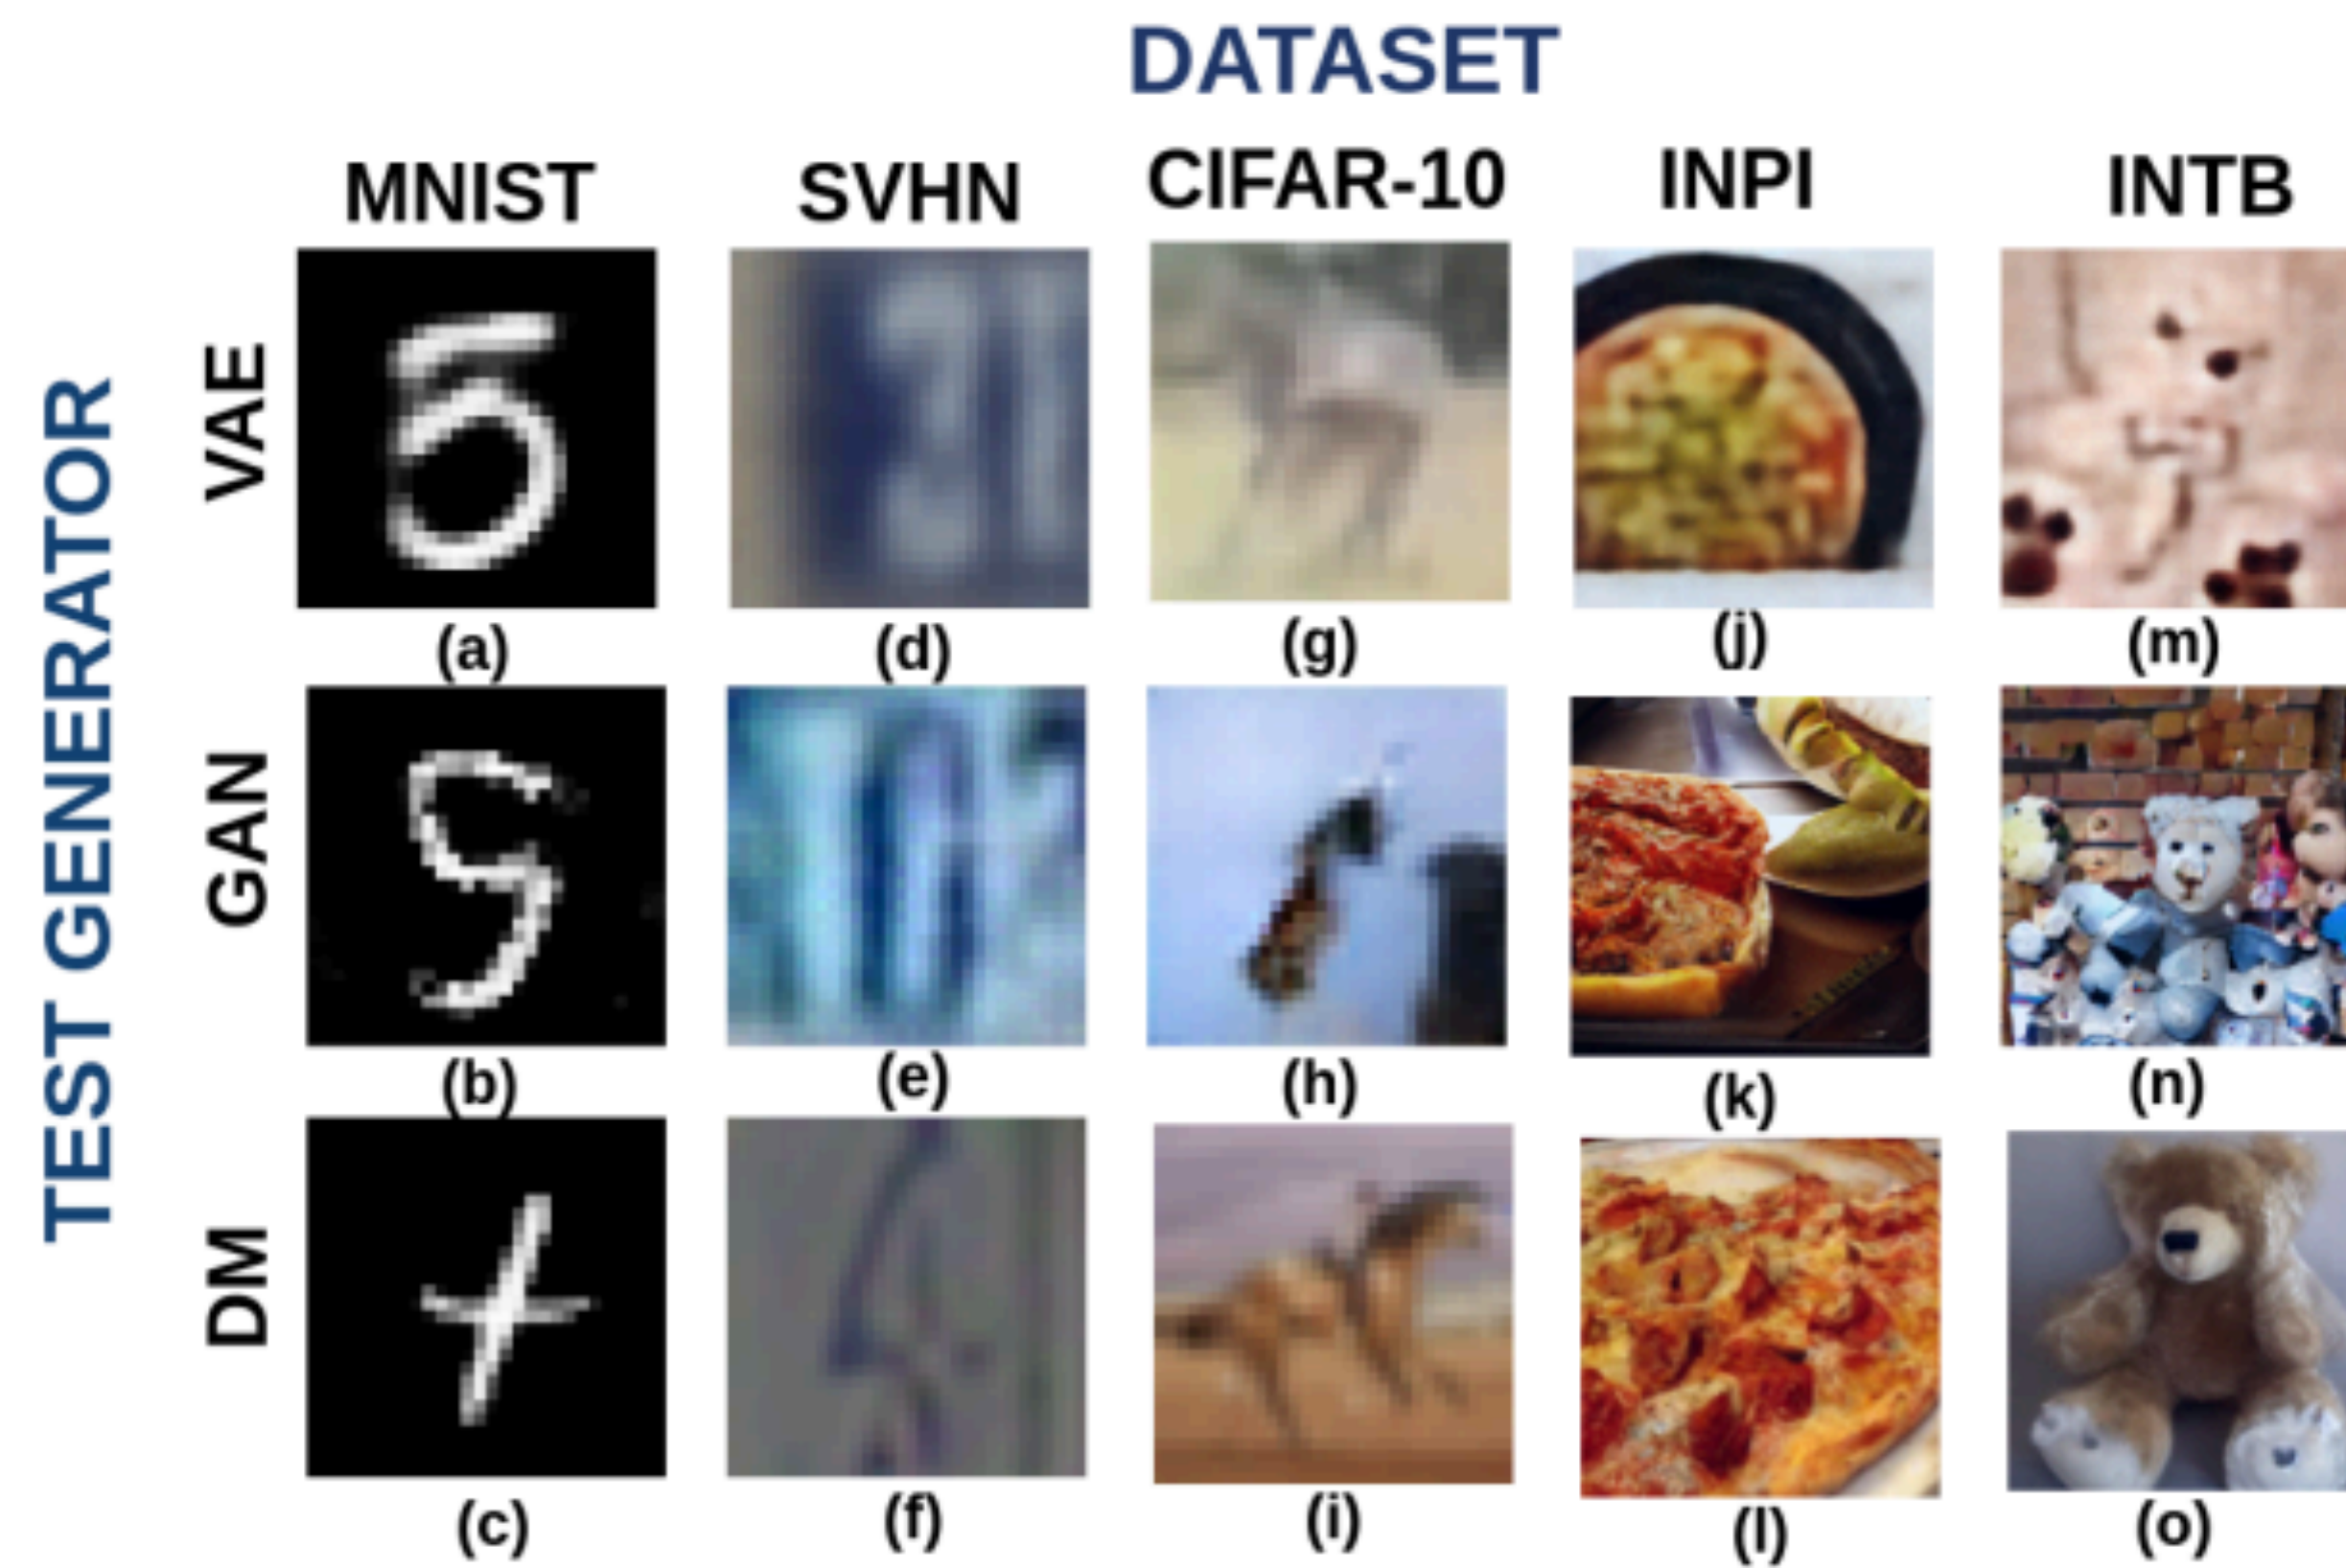 DATASET
MNIST SVHN CIFAR-10 INPI INTB
TEST GENERATOR
VAE
(a) (d) (g) (j) (m)
GAN
(b) (e) (h) (k) (n)
DM
(c) (f) (i) (l) (o)